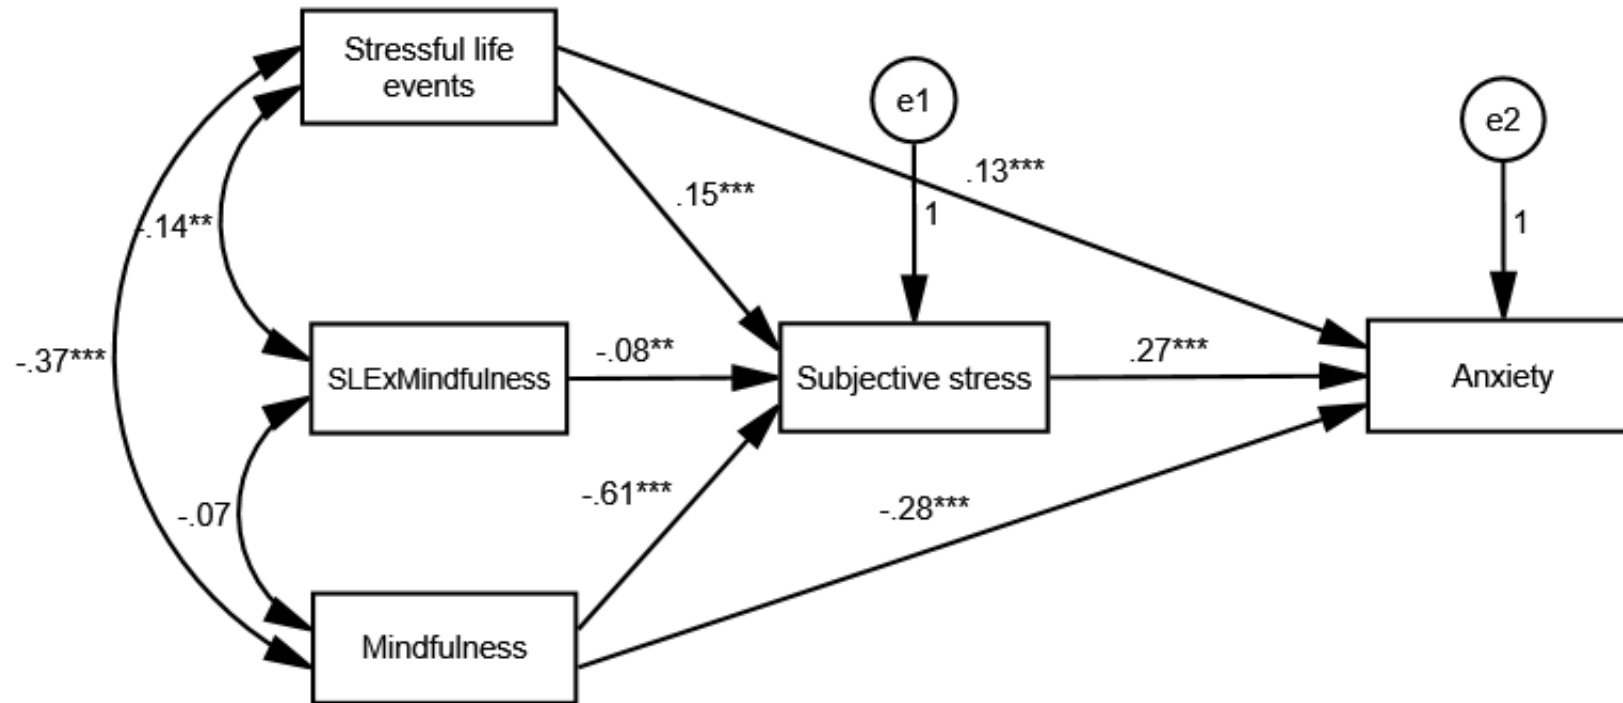 Stressful life
events
e1
e2
.13***
.15***
1
1
-.14**
-.37***
-.08**
.27***
SLExMindfulness
Subjective stress
Anxiety
-.61***
-.28***
-.07
Mindfulness